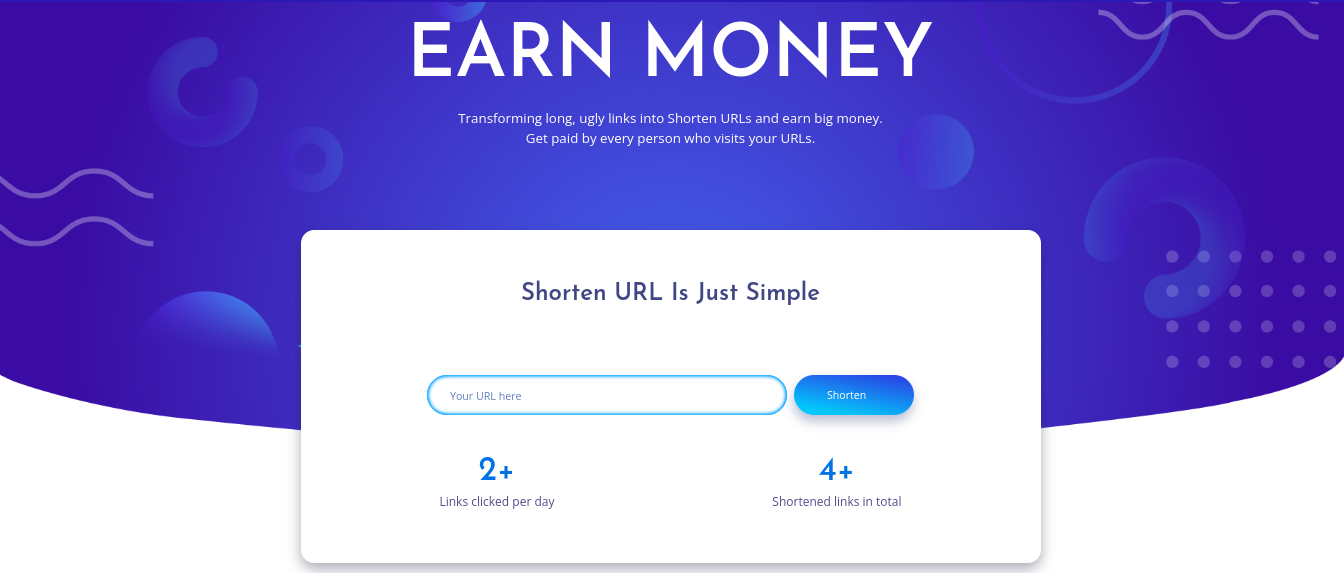 EARN MONEY
Transforming long, ugly links into Shorten URLs and earn big money.
Get paid by every person who visits your URLs.
Shorten URL Is Just Simple
Your URL here
Shorten
2+
4+
Links clicked per day
Shortened links in total